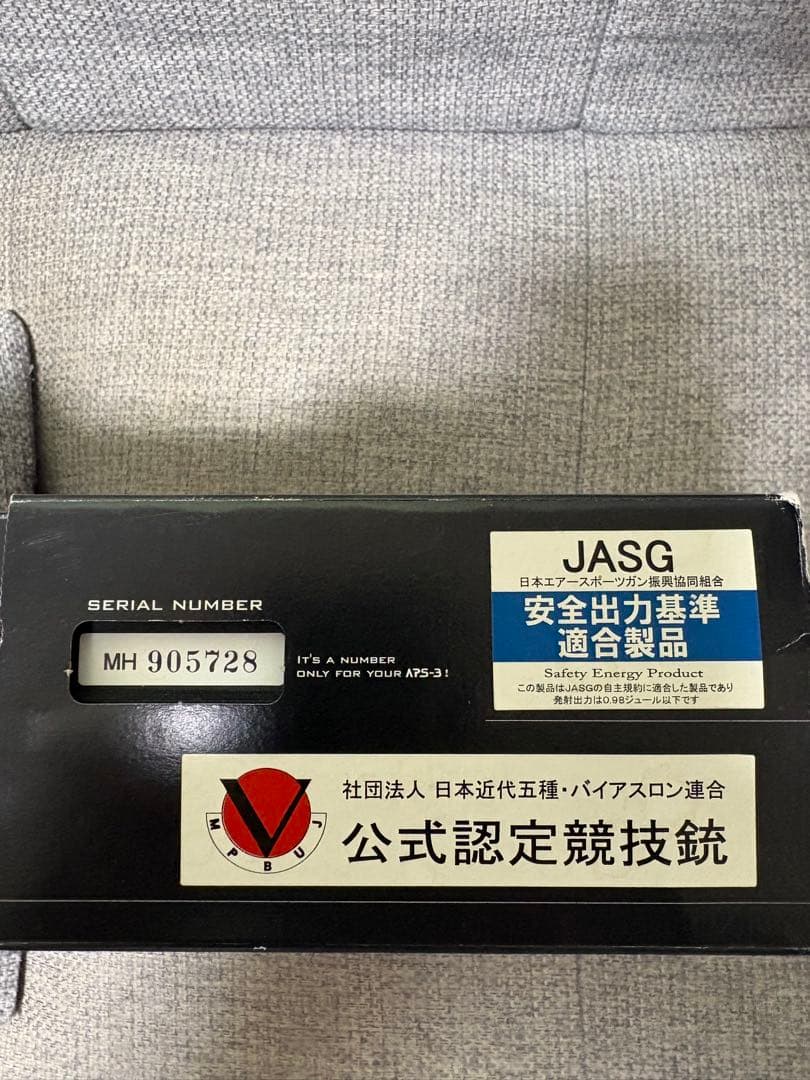 SERIAL NUMBER
MH 905728
IT'S A NUMBER
ONLY FOR YOUR APS-3!
JASG
日本エアースポーツガン振興協同組合
安全出力基準
適合製品
Safety Energy Product
この製品はJASGの自主規約に適合した製品であり
発射出力は0.98ジュール以下です
社団法人 日本近代五種・バイアスロン連合
公式認定競技銃
V
MPBUJ